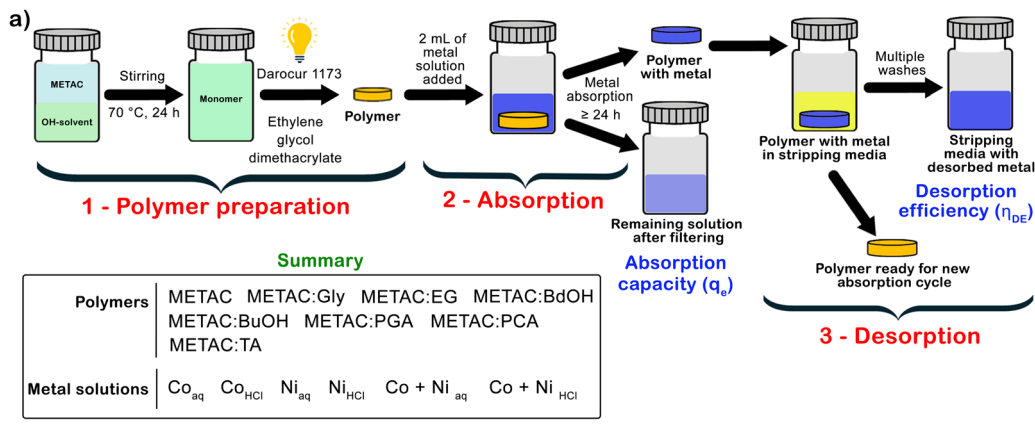 a)
METAC
OH-solvent
Stirring
70 °C, 24 h
Monomer
Darocur 1173
Ethylene
glycol
dimethacrylate
Polymer
1 - Polymer preparation
2 mL of
metal
solution
added
2 - Absorption
Metal
absorption
≥ 24 h
Polymer
with metal
Remaining solution
after filtering
Absorption
capacity (qe)
Polymer with metal
in stripping media
Multiple
washes
Stripping
media with
desorbed metal
Desorption
efficiency (ηDE)
Polymer ready for new
absorption cycle
3 - Desorption
Summary
Polymers
METAC METAC:Gly METAC:EG METAC:BdOH
METAC:BuOH METAC:PGA METAC:PCA
METAC:TA
Metal solutions
Coaq CoHCl Niaq NiHCl Co + Ni aq Co + Ni HCl